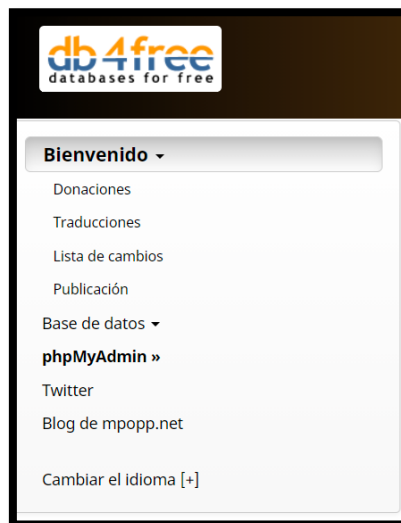 db4free
databases for free
Bienvenido
Donaciones
Traducciones
Lista de cambios
Publicación
Base de datos
phpMyAdmin »
Twitter
Blog de mpopp.net
Cambiar el idioma [+]